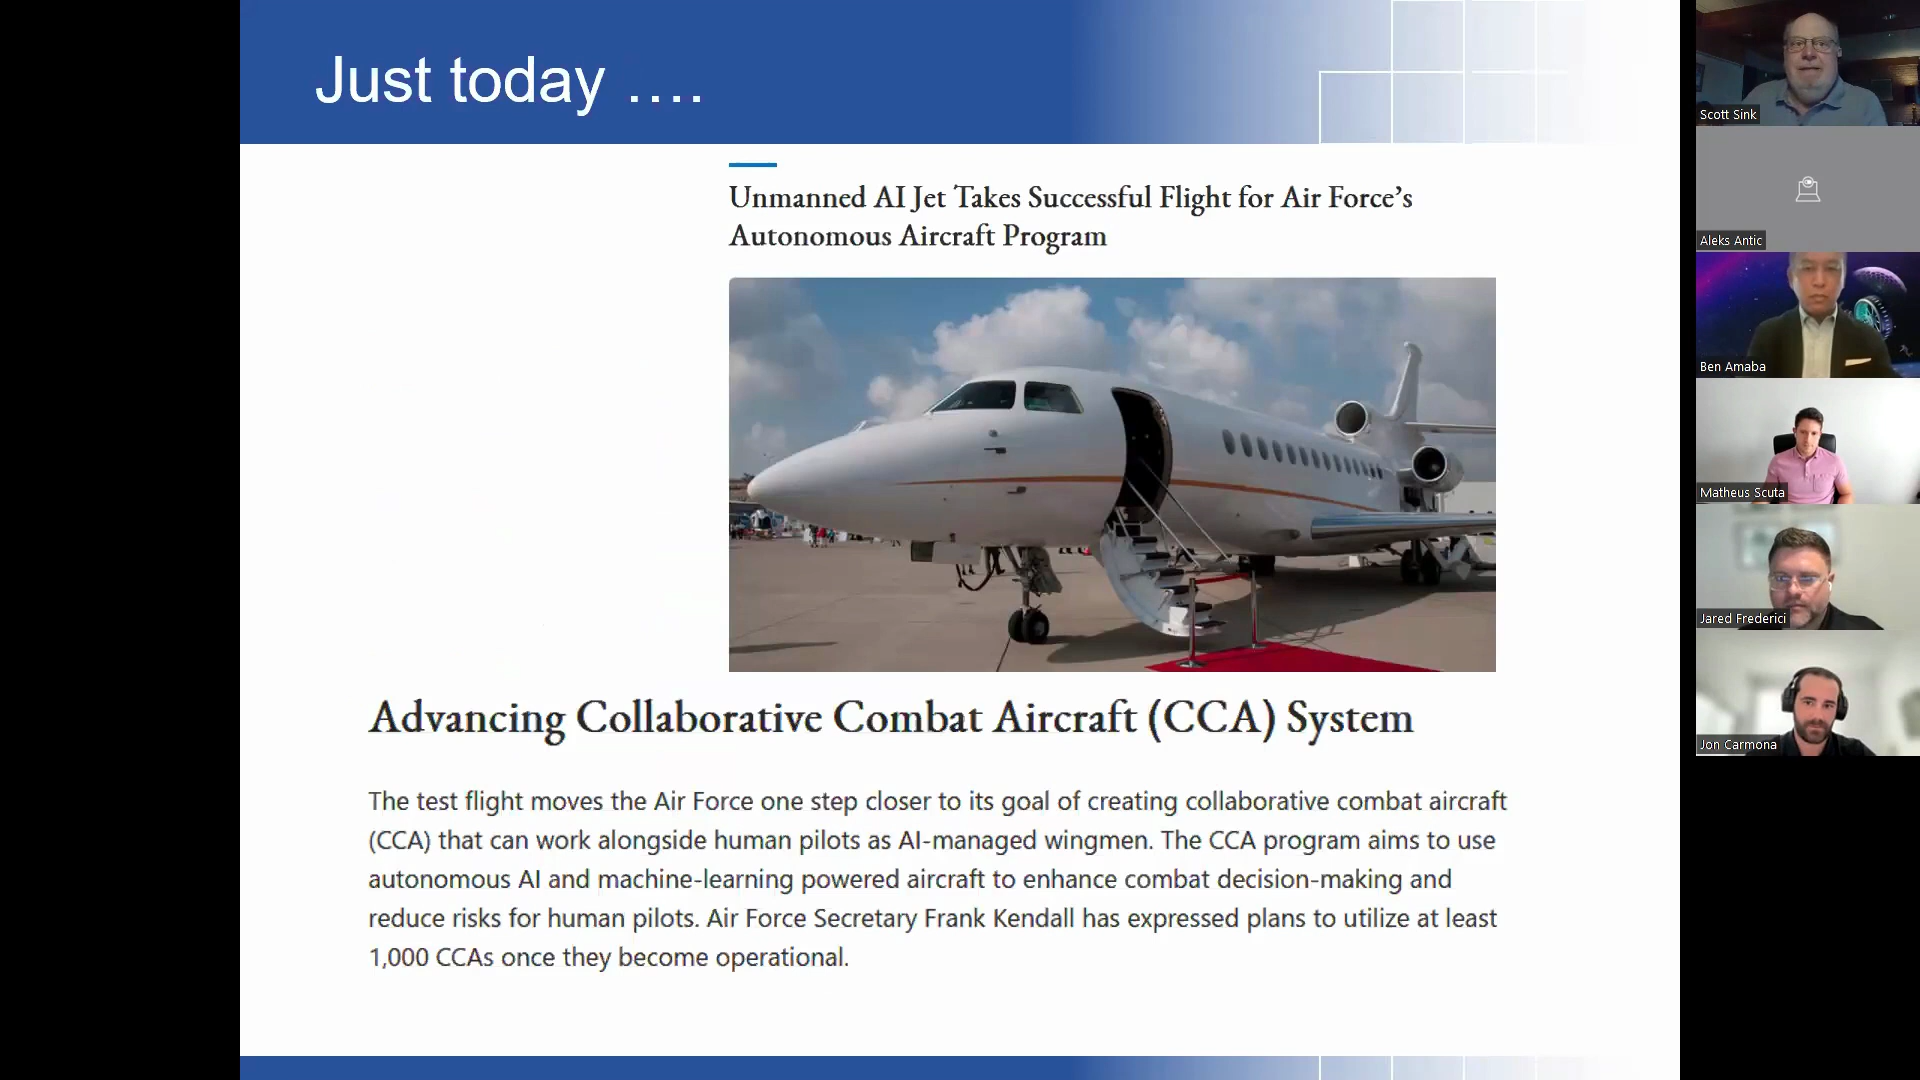 Just today ....
Unmanned AI Jet Takes Successful Flight for Air Force’s
Autonomous Aircraft Program
Advancing Collaborative Combat Aircraft (CCA) System
The test flight moves the Air Force one step closer to its goal of creating collaborative combat aircraft
(CCA) that can work alongside human pilots as AI-managed wingmen. The CCA program aims to use
autonomous AI and machine-learning powered aircraft to enhance combat decision-making and
reduce risks for human pilots. Air Force Secretary Frank Kendall has expressed plans to utilize at least
1,000 CCAs once they become operational.
Scott Sink
Aleks Antic
Ben Amaba
Matheus Scuta
Jared Frederici
Jon Carmona